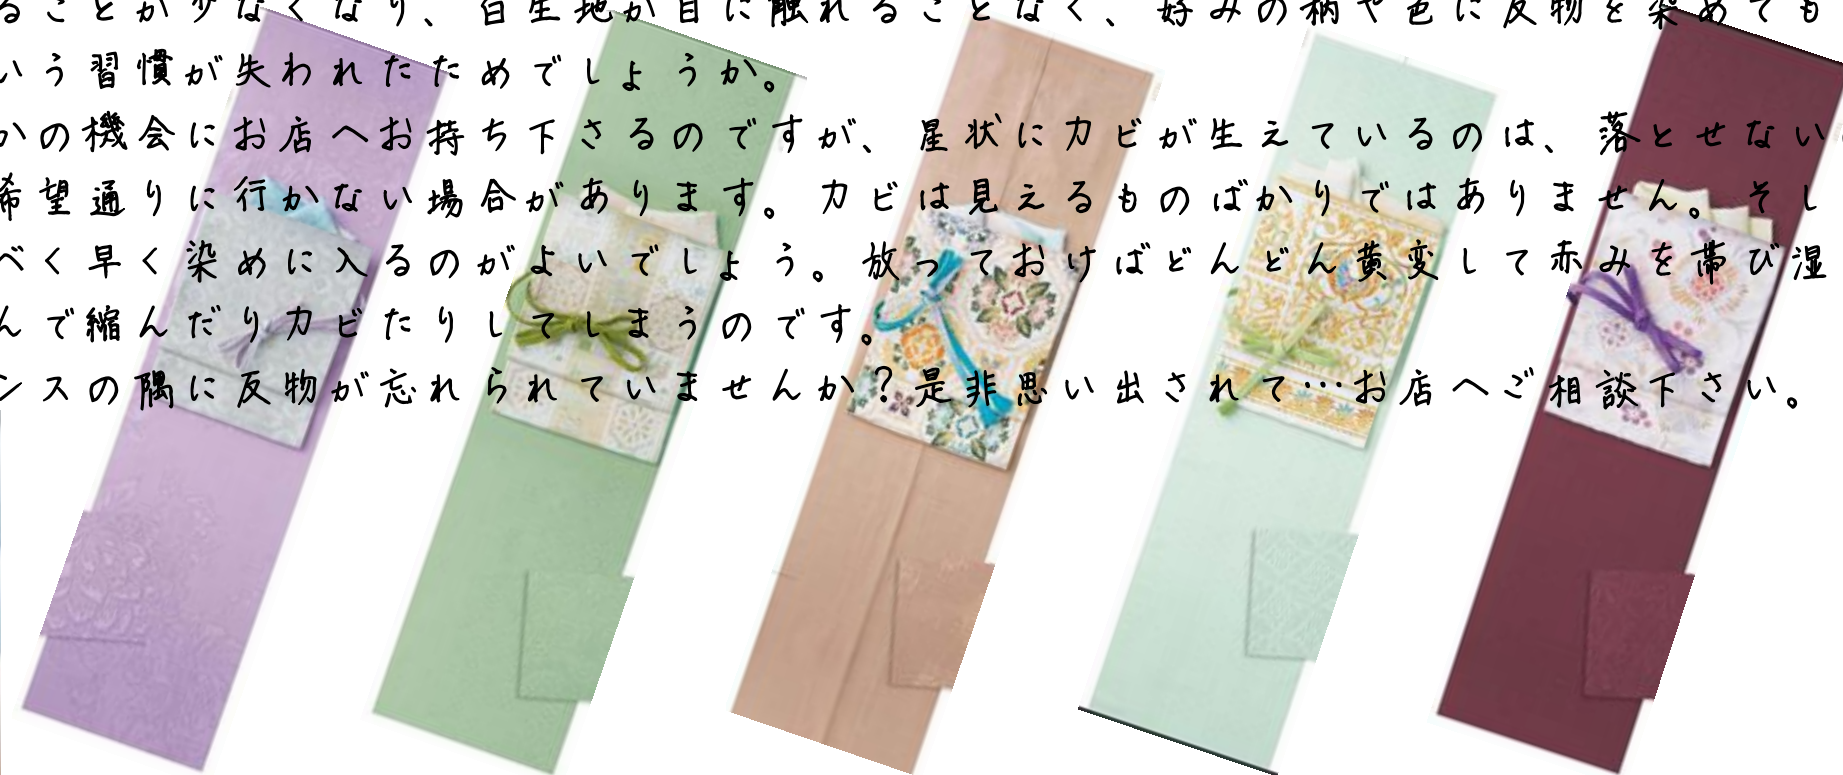 ることが少なくなり、白生地が目に触れることなく、好みの柄や色に反物を染めても
いう習慣が失われたためでしょうか。
かの機会にお店へお持ち下さるのですが、星状にカビが生えているのは、落とせない
希望通りに行かない場合があります。カビは見えるものばかりではありません。そし
べく早く染めに入るのがよいでしょう。放っておけばどんどん黄変して赤みを帯び湿
んで縮んだりカビたりしてしまうのです。
ンスの隅に反物が忘れられていませんか？是非思い出されて…お店へご相談下さい。